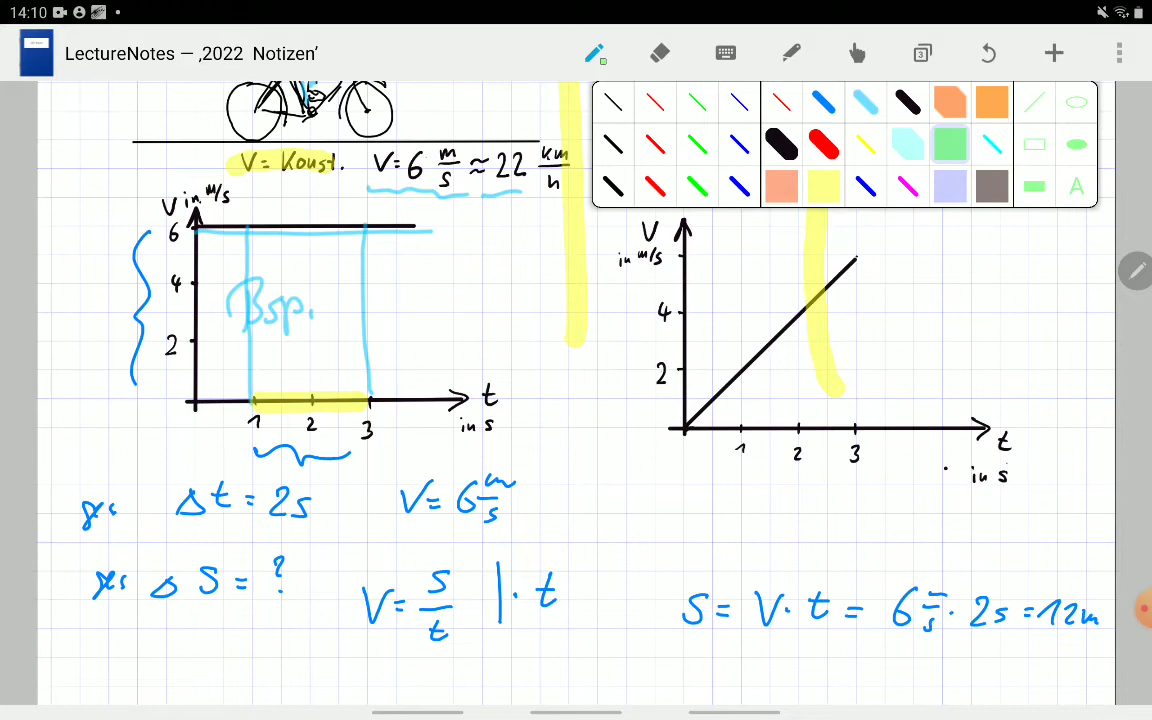 14:10
LectureNotes — ‚2022 Notizen’
3
A
V = Konst. V = 6 m/s ≈ 22 km/h
V in m/s
6
4
2
Bsp.
1 2 3
t
in s
V
in m/s
4
2
1 2 3
t
in s
Δt = 2s V = 6 m/s
Δ S = ? V = s/t | · t
S = V · t = 6 m/s · 2s = 12m